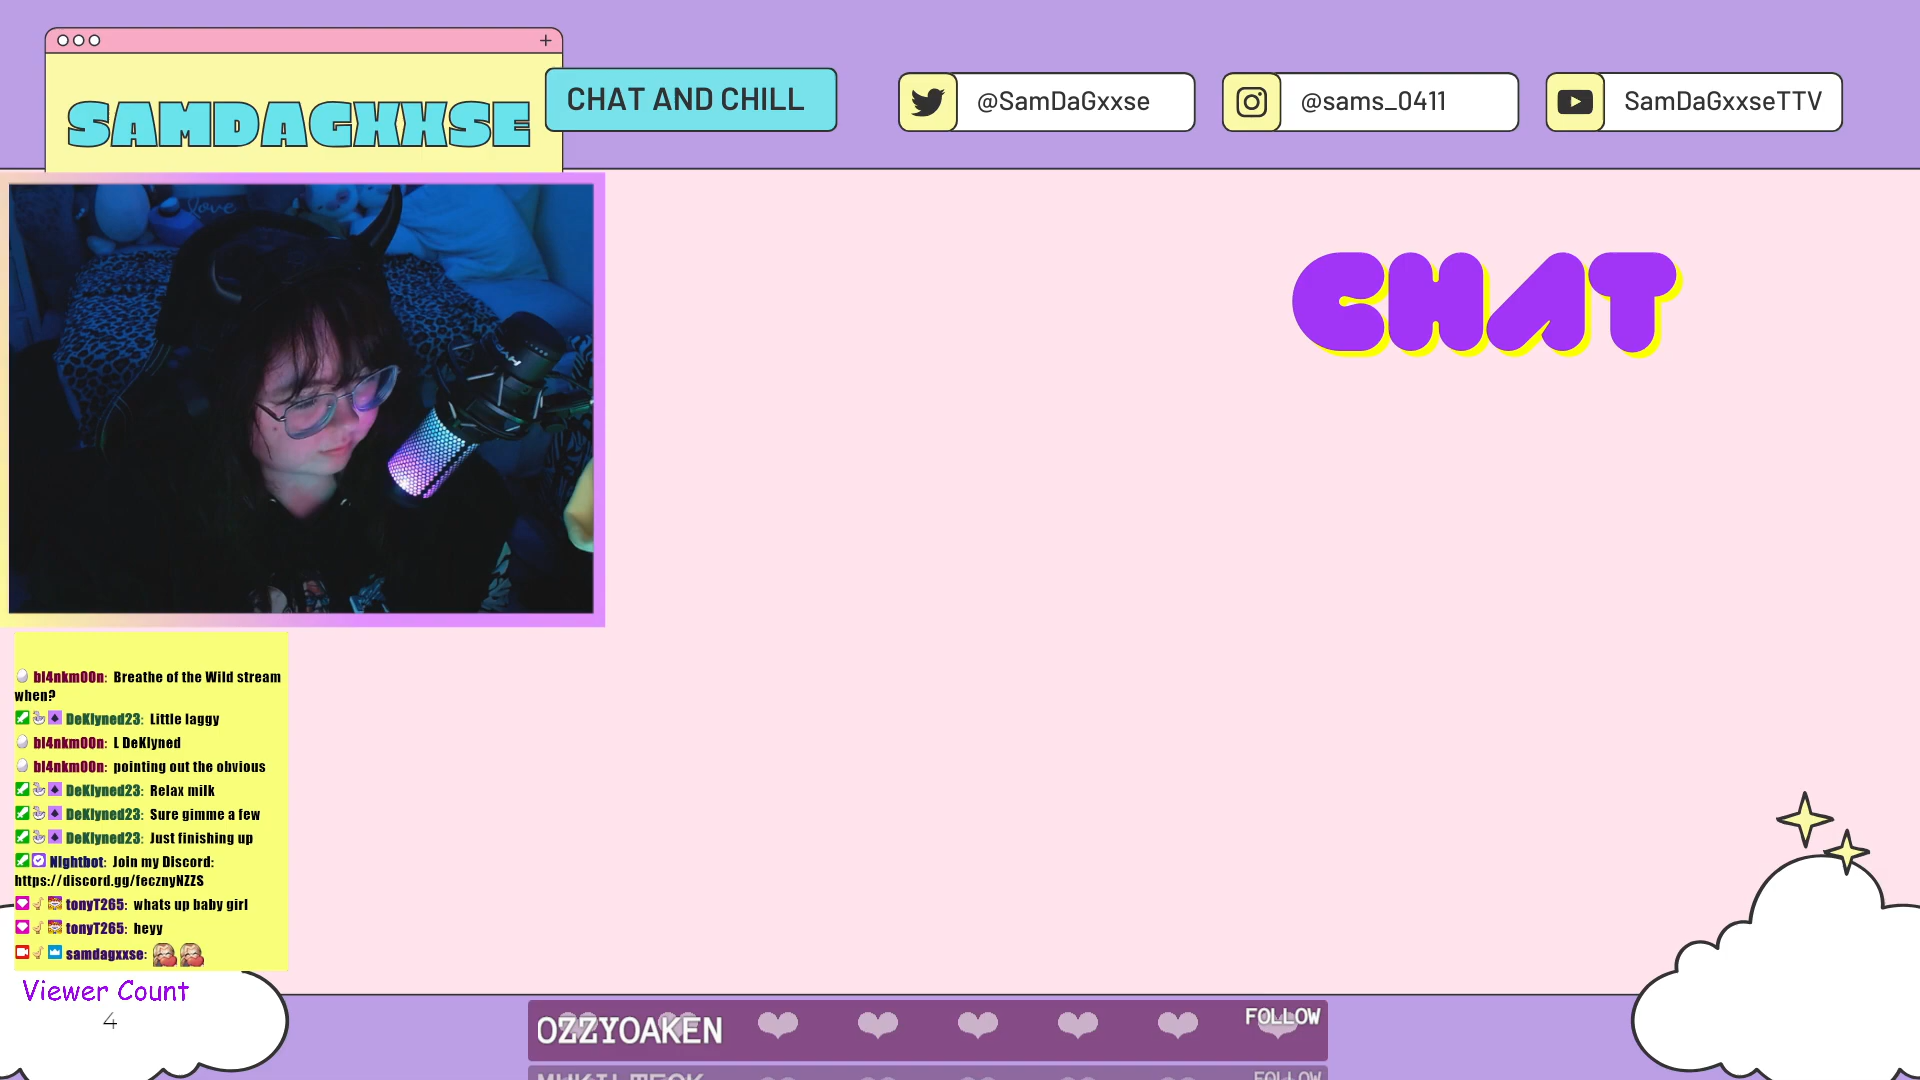 SAMDAGXXSE
CHAT AND CHILL
@SamDaGxxse
@sams_0411
SamDaGxxseTTV
love
CHAT
bl4nkm00n: Breathe of the Wild stream
when?
DeKlyned23: Little laggy
bl4nkm00n: L DeKlyned
bl4nkm00n: pointing out the obvious
DeKlyned23: Relax milk
DeKlyned23: Sure gimme a few
DeKlyned23: Just finishing up
Nightbot: Join my Discord:
https://discord.gg/fecznyNZZS
tonyT265: whats up baby girl
tonyT265: heyy
samdagxxse:
Viewer Count
4
OZZYOAKEN
FOLLOW
FOLLOW